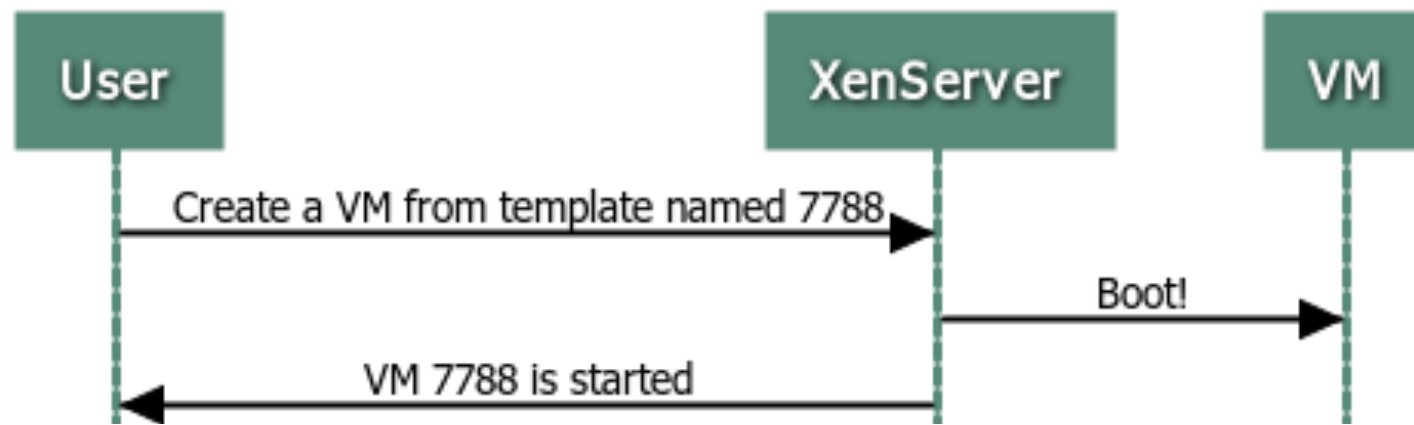 User
XenServer
VM
Create a VM from template named 7788
Boot!
VM 7788 is started